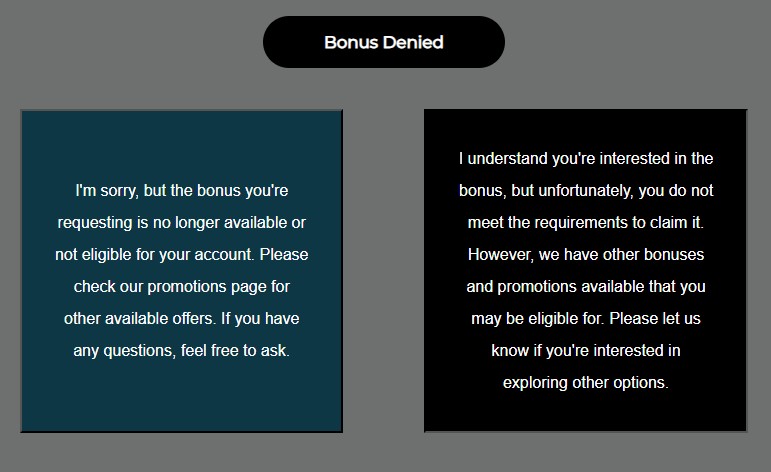 Bonus Denied
I'm sorry, but the bonus you're
requesting is no longer available or
not eligible for your account. Please
check our promotions page for
other available offers. If you have
any questions, feel free to ask.
I understand you're interested in the
bonus, but unfortunately, you do not
meet the requirements to claim it.
However, we have other bonuses
and promotions available that you
may be eligible for. Please let us
know if you're interested in
exploring other options.